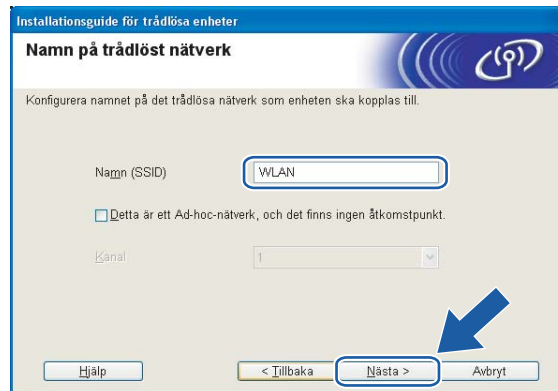 Installationsguide för trådlösa enheter
Namn på trådlöst nätverk
Konfigurera namnet på det trådlösa nätverk som enheten ska kopplas till.
Namn (SSID) WLAN
Detta är ett Ad-hoc-nätverk, och det finns ingen åtkomstpunkt.
Kanal 1
Hjälp < Tillbaka Nästa > Avbryt